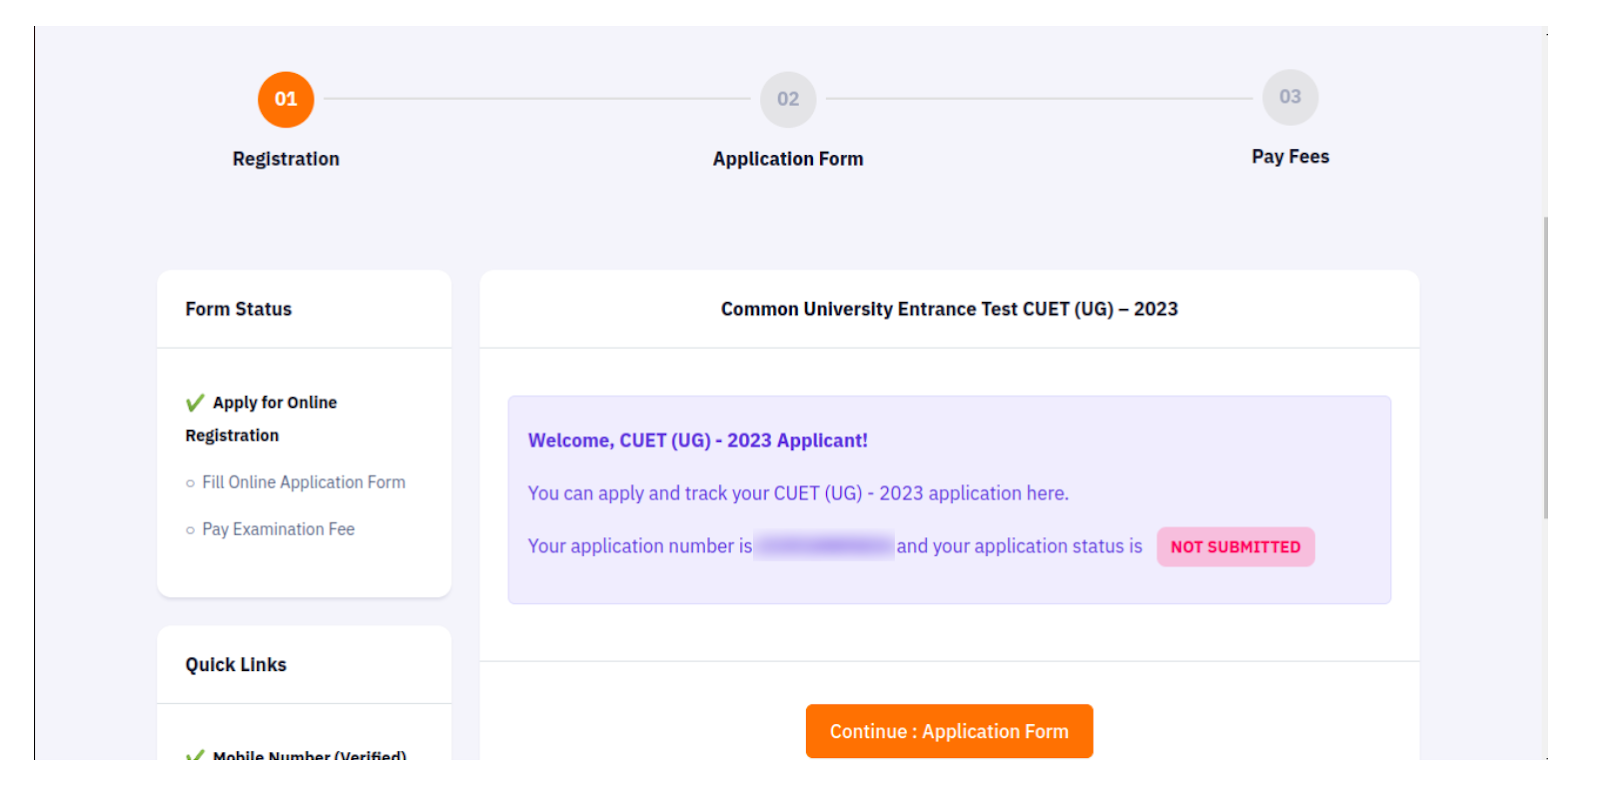 01
02
03
Registration
Application Form
Pay Fees
Form Status
✔ Apply for Online
Registration
○ Fill Online Application Form
○ Pay Examination Fee
Quick Links
✔ Mobile Number (Verified)
Common University Entrance Test CUET (UG) – 2023
Welcome, CUET (UG) - 2023 Applicant!
You can apply and track your CUET (UG) - 2023 application here.
Your application number is and your application status is NOT SUBMITTED
Continue : Application Form